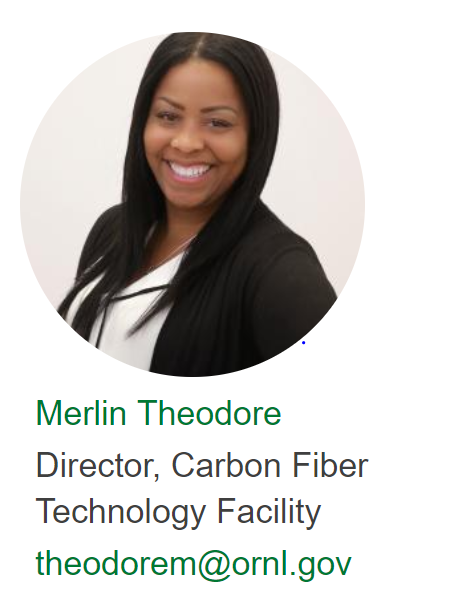 Merlin Theodore
Director, Carbon Fiber
Technology Facility
theodorem@ornl.gov